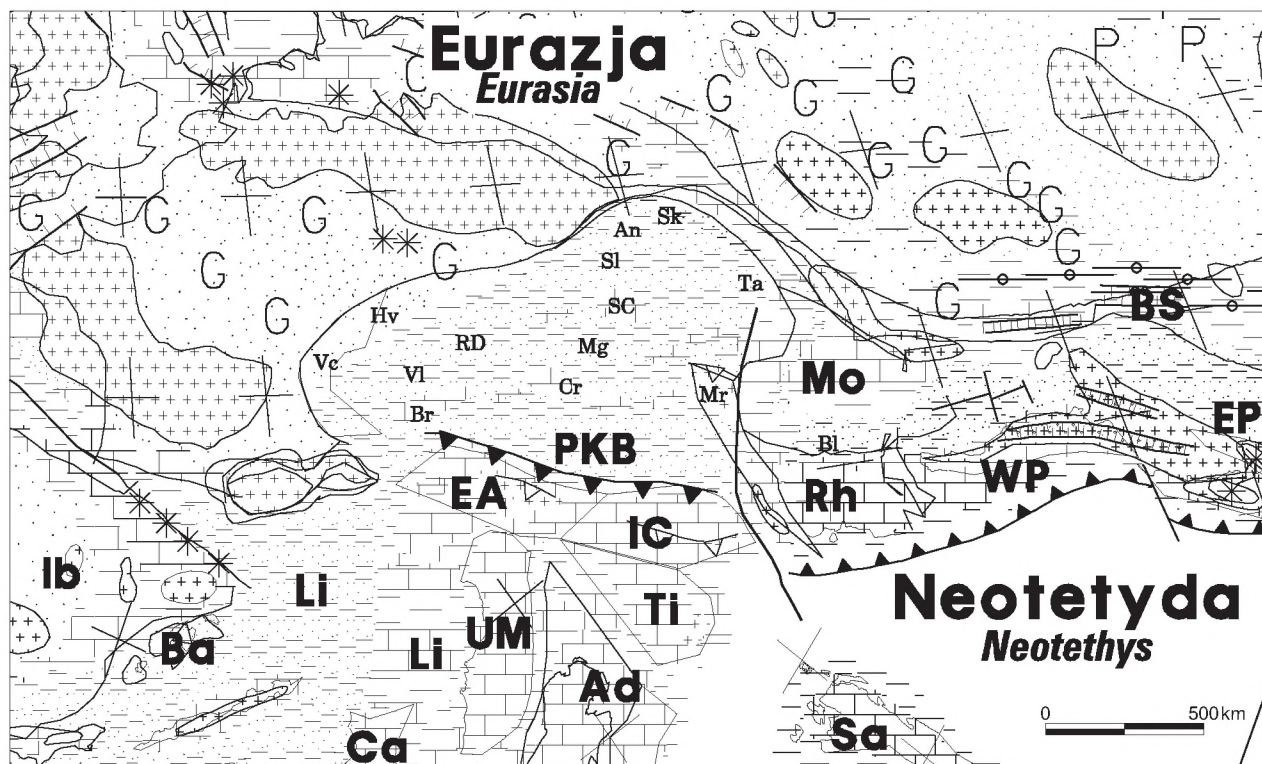 Eurazja
Eurasia
P P
G G G G
G G G G
G G G G G
G G G G
Sk
An
Sl
Ta
SC
BS
Hv
RD
Mg
Vc
Vl
Cr
Mr
Mo
Br
EP
PKB
Bl
EA
Rh
WP
IC
Ib
Li
Ti
Neotetyda
Neotethys
Ba
Li
UM
Ad
0 500 km
Ca
Sa